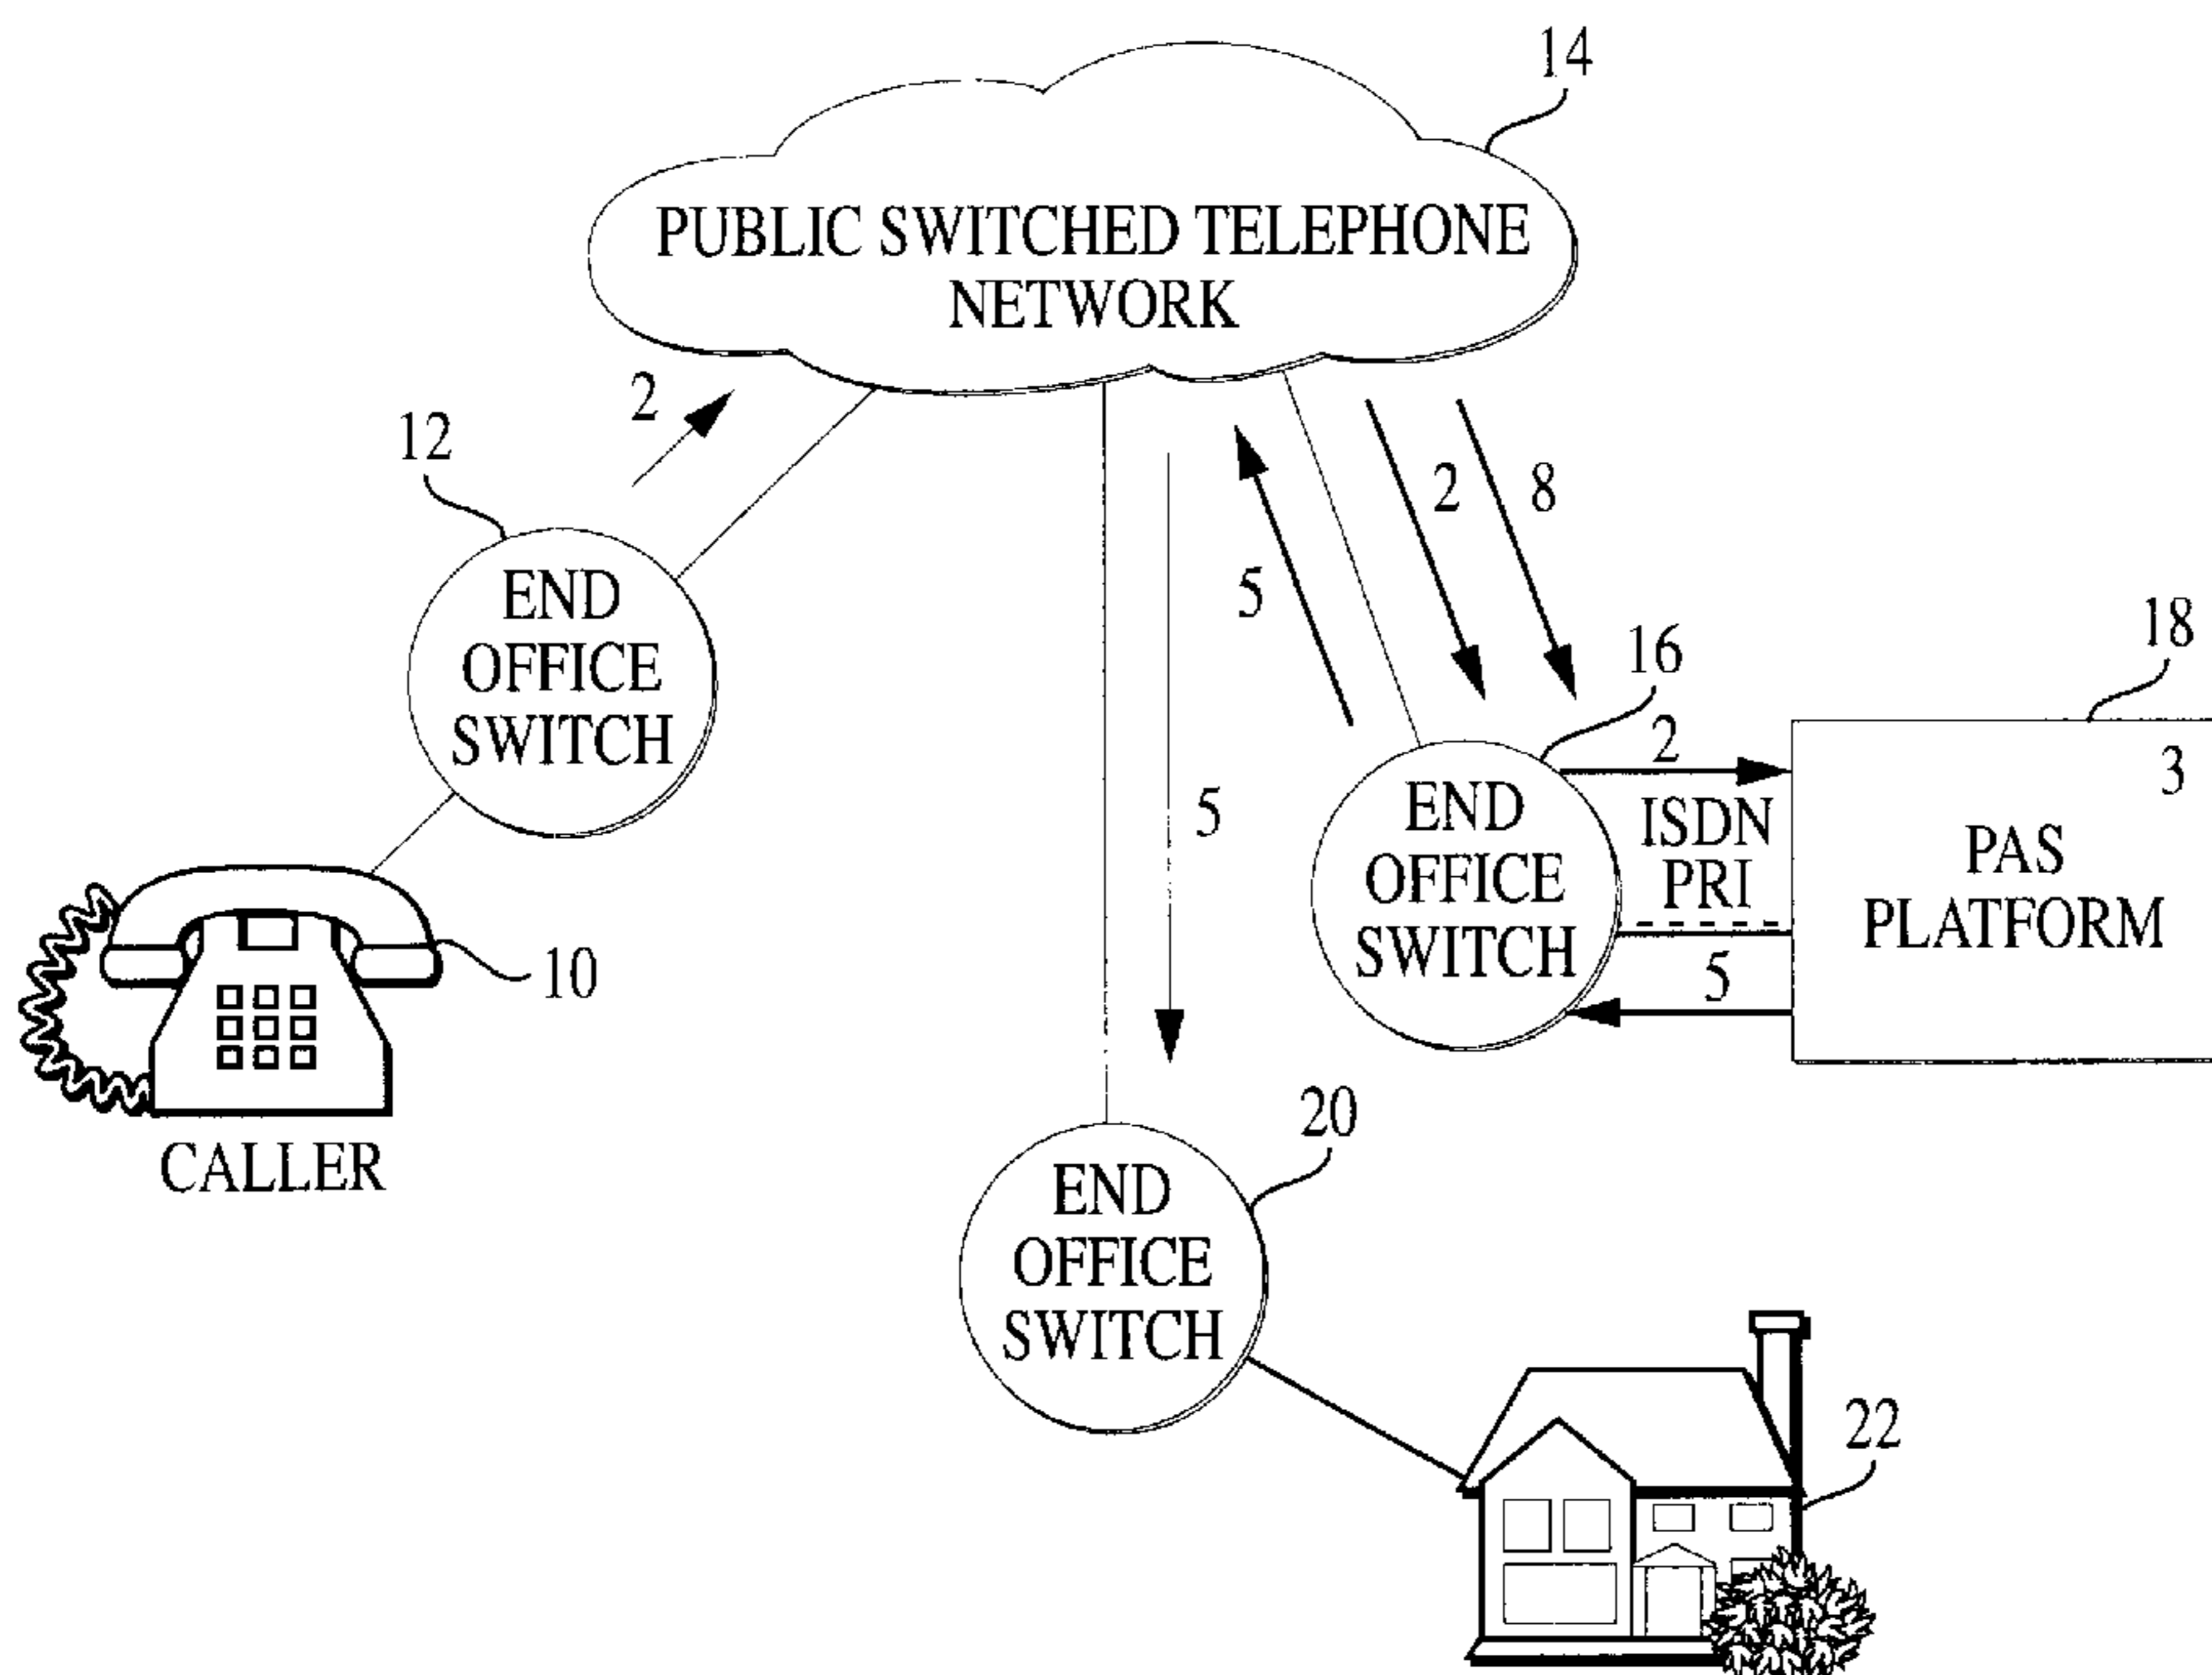 14
PUBLIC SWITCHED TELEPHONE
NETWORK
2
12
2
8
5
END
OFFICE
SWITCH
16
18
2
3
END
OFFICE
SWITCH
ISDN
PRI
PAS
PLATFORM
5
5
10
CALLER
20
END
OFFICE
SWITCH
22